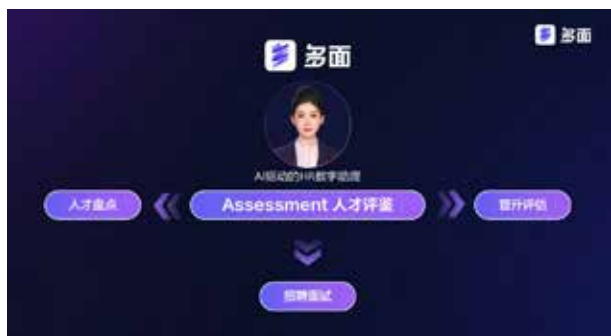 多面
多面
AI驱动的HR数字助理
人才盘点
Assessment 人才评鉴
晋升评估
招聘面试